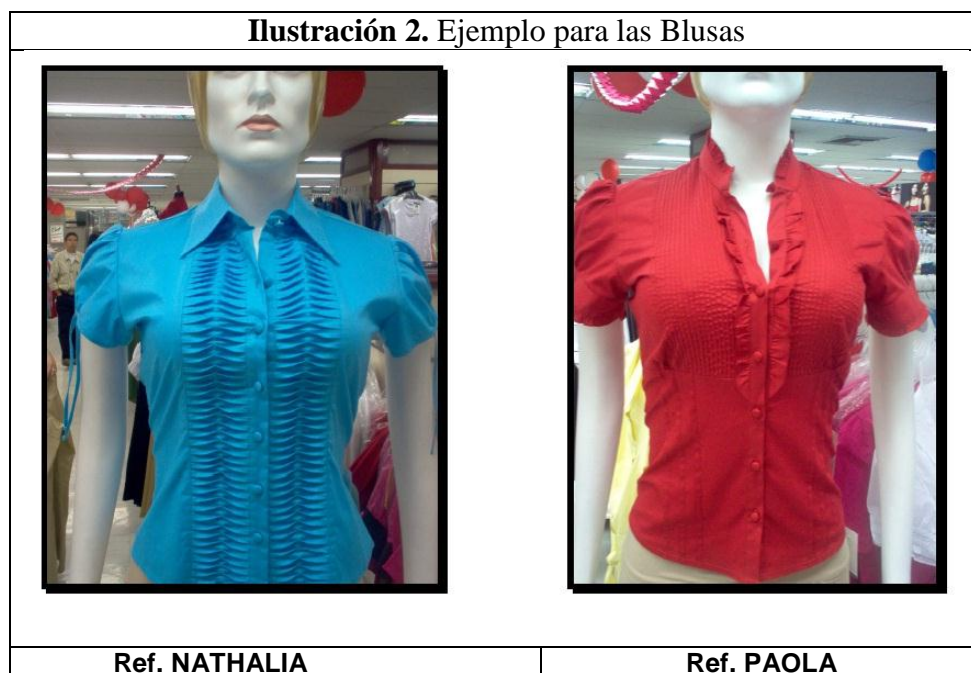 Ilustración 2. Ejemplo para las Blusas
Ref. NATHALIA
Ref. PAOLA